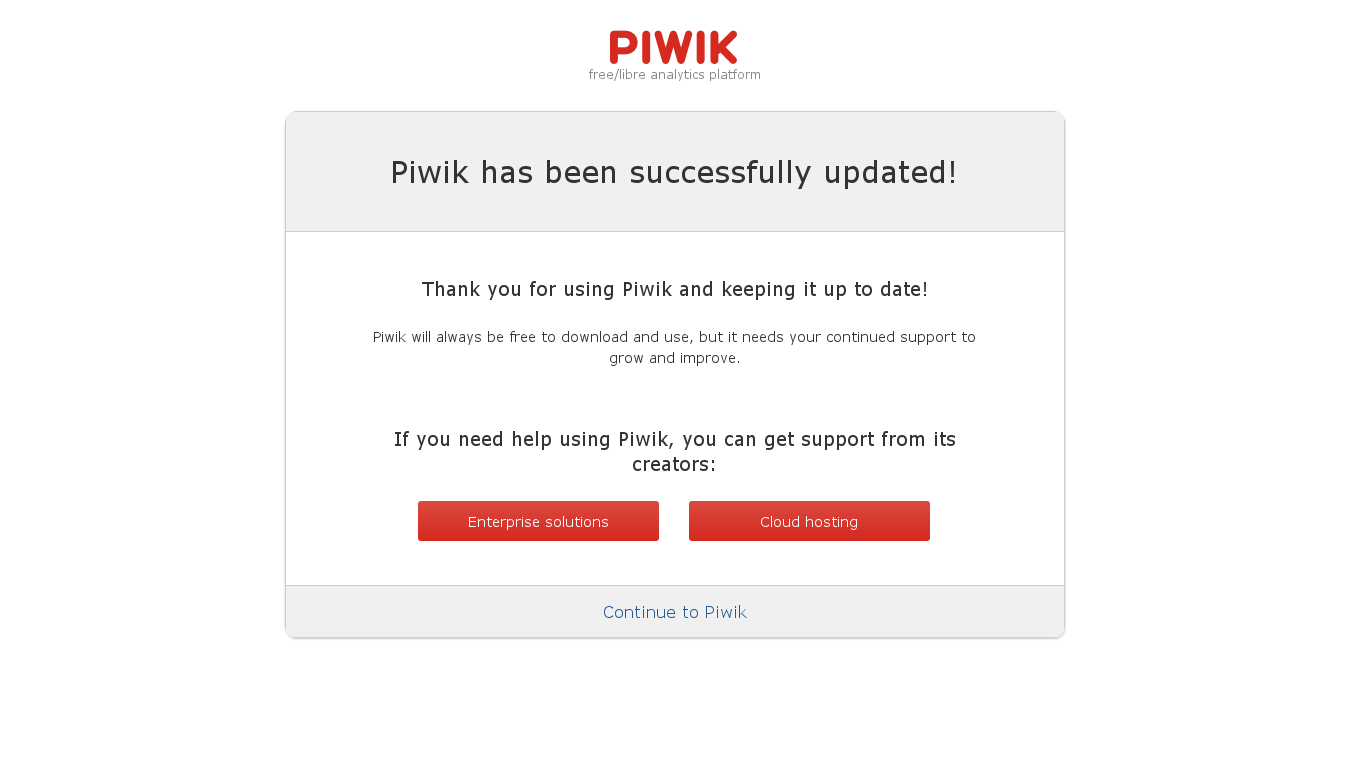 PIWIK
free/libre analytics platform
Piwik has been successfully updated!
Thank you for using Piwik and keeping it up to date!
Piwik will always be free to download and use, but it needs your continued support to
grow and improve.
If you need help using Piwik, you can get support from its
creators:
Enterprise solutions
Cloud hosting
Continue to Piwik